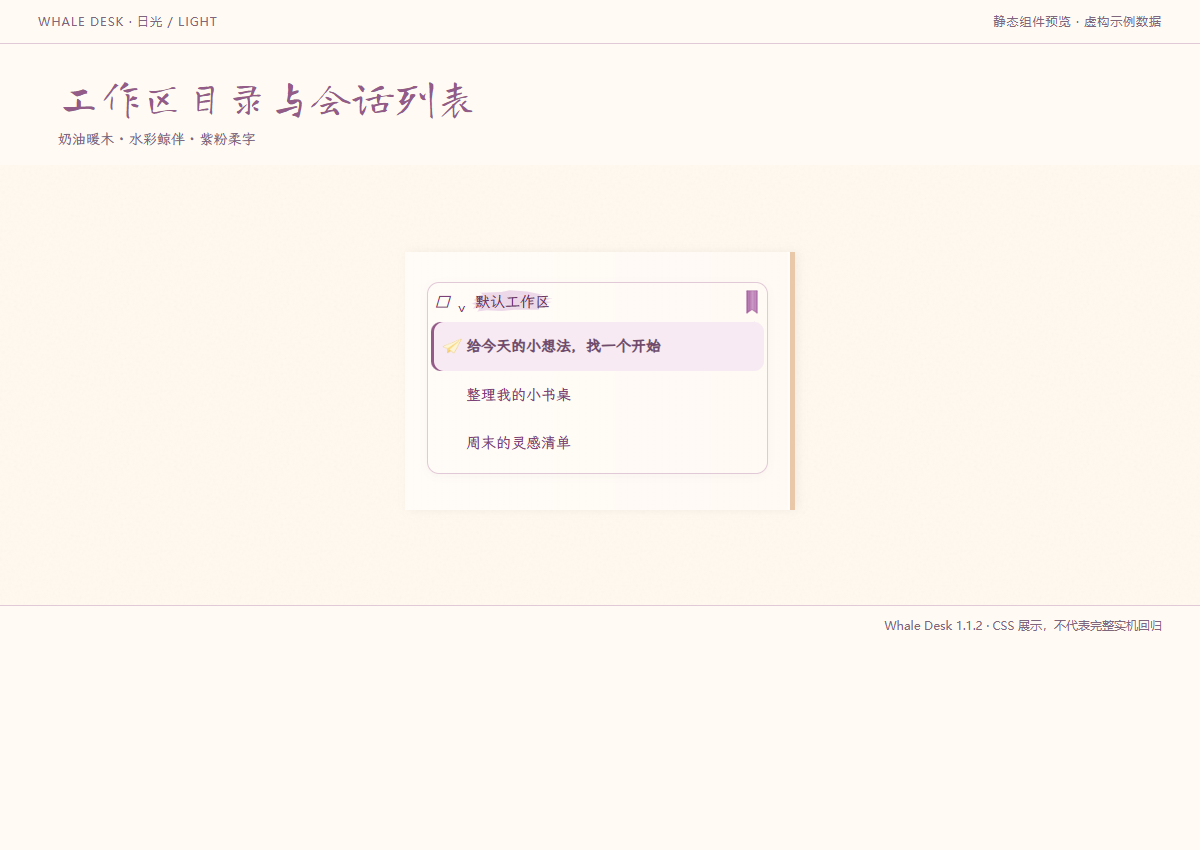 WHALE DESK · 日光 / LIGHT
静态组件预览 · 虚构示例数据
工作区目录与会话列表
奶油暖木 · 水彩鲸伴 · 紫粉柔字
默认工作区
给今天的小想法，找一个开始
整理我的小书桌
周末的灵感清单
Whale Desk 1.1.2 · CSS 展示，不代表完整实机回归